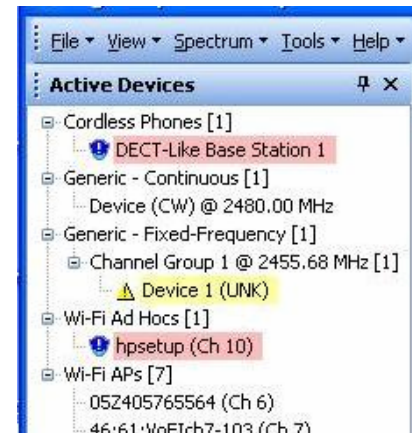 File View Spectrum Tools Help
Active Devices
Cordless Phones [1]
DECT-Like Base Station 1
Generic - Continuous [1]
Device (CW) @ 2480.00 MHz
Generic - Fixed-Frequency [1]
Channel Group 1 @ 2455.68 MHz [1]
Device 1 (UNK)
Wi-Fi Ad Hocs [1]
hpsetup (Ch 10)
Wi-Fi APs [7]
05Z405765564 (Ch 6)
(Ch 7)